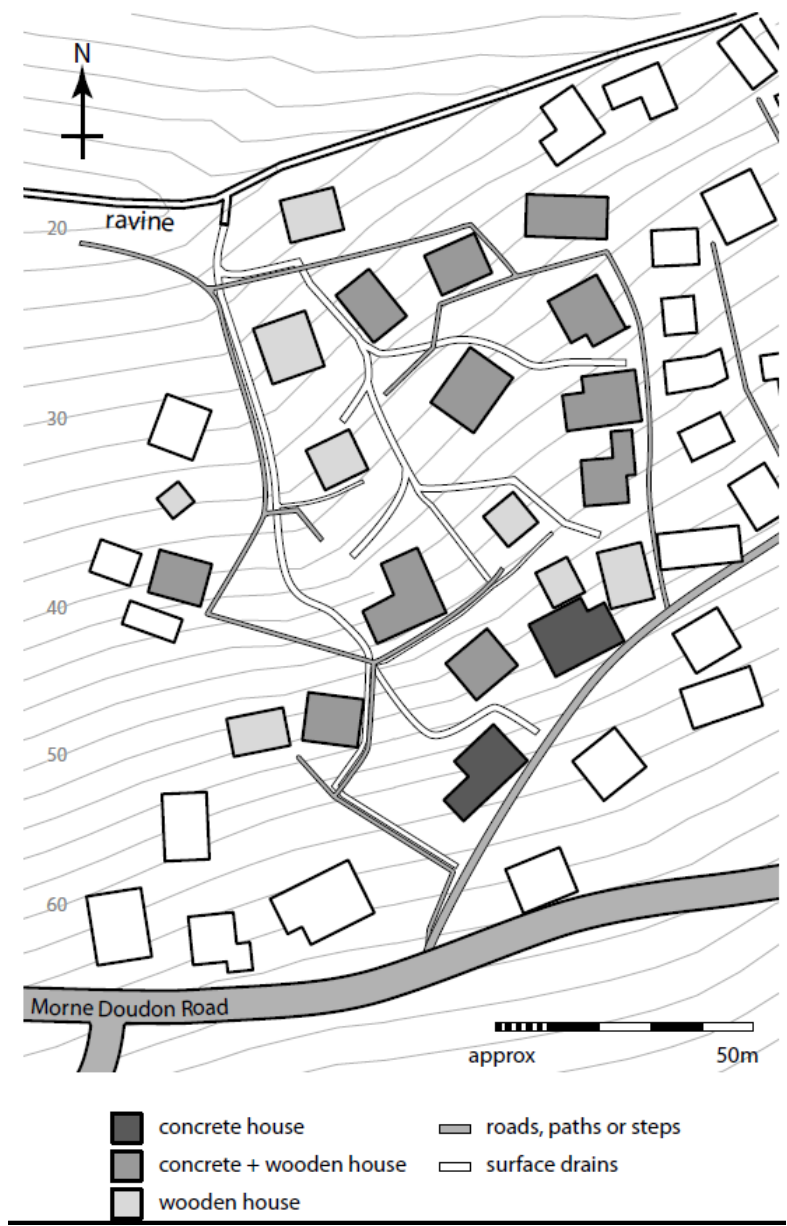 N
ravine
20
30
40
50
60
Morne Doudon Road
approx 50m
concrete house
concrete + wooden house
wooden house
roads, paths or steps
surface drains